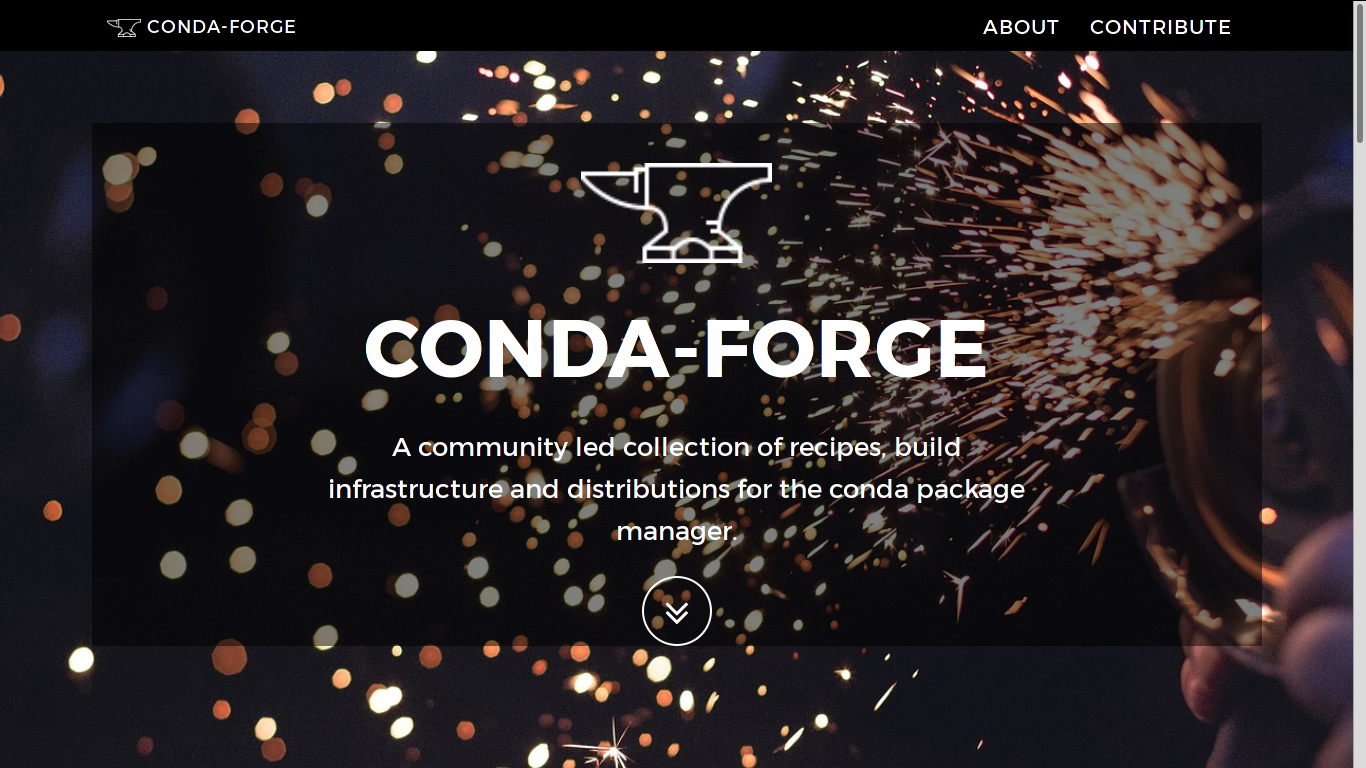 CONDA-FORGE
ABOUT
CONTRIBUTE
CONDA-FORGE
A community led collection of recipes, build
infrastructure and distributions for the conda package
manager.